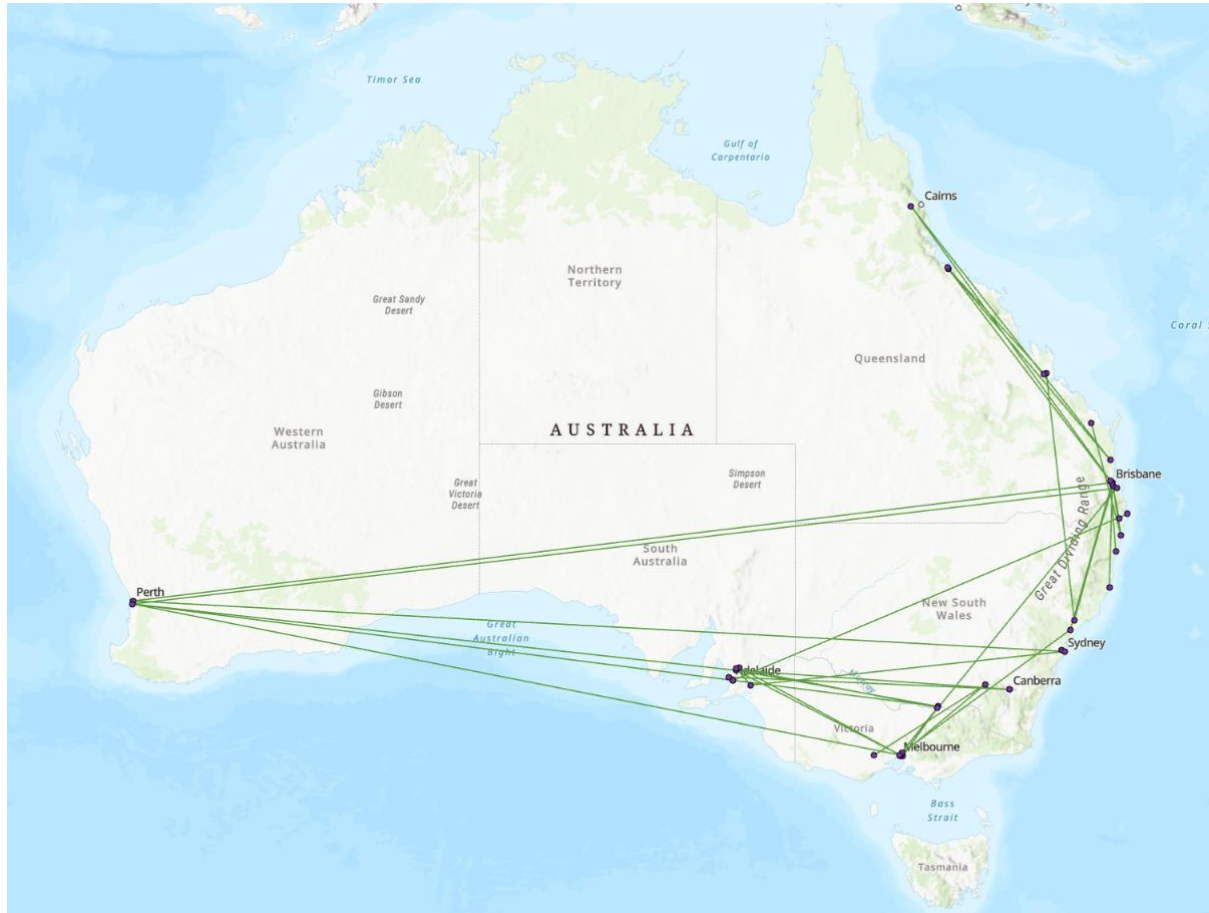 Timor Sea
Gulf of
Carpentaria
Cairns
Northern
Territory
Great Sandy
Desert
Coral
Queensland
Gibson
Desert
Western
Australia
AUSTRALIA
Great
Victoria
Desert
Simpson
Desert
Brisbane
Great Dividing Range
South
Australia
Perth
New South
Wales
Great
Australian
Bight
Sydney
Adelaide
Murray
Canberra
Victoria
Melbourne
Bass
Strait
Tasmania